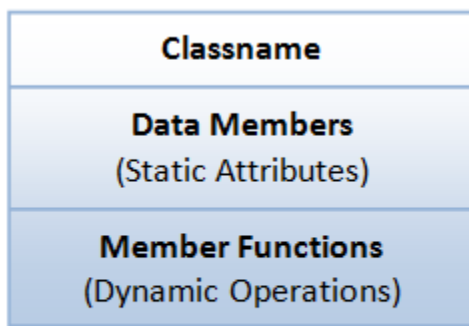 Classname
Data Members
(Static Attributes)
Member Functions
(Dynamic Operations)